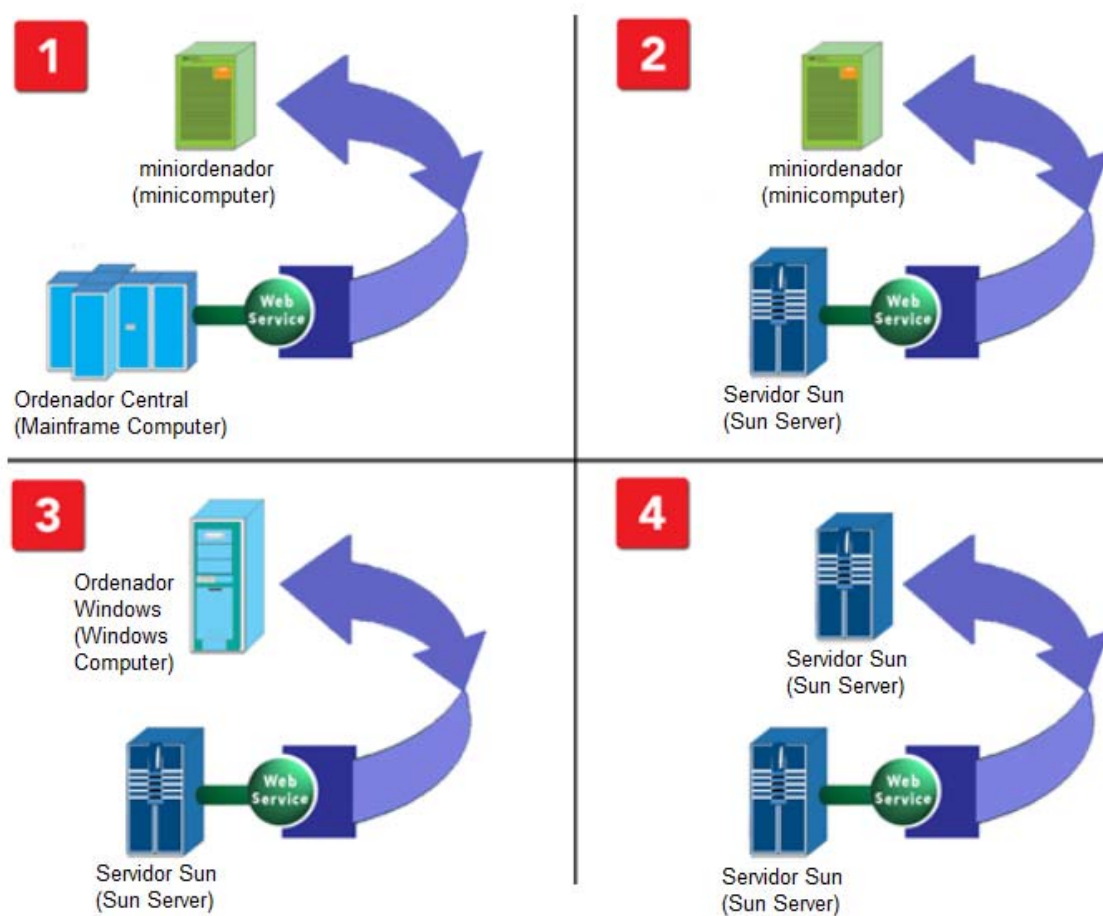 1
miniordenador
(minicomputer)
Web
Service
Ordenador Central
(Mainframe Computer)
2
miniordenador
(minicomputer)
Web
Service
Servidor Sun
(Sun Server)
3
Ordenador
Windows
(Windows
Computer)
Web
Service
Servidor Sun
(Sun Server)
4
Servidor Sun
(Sun Server)
Web
Service
Servidor Sun
(Sun Server)